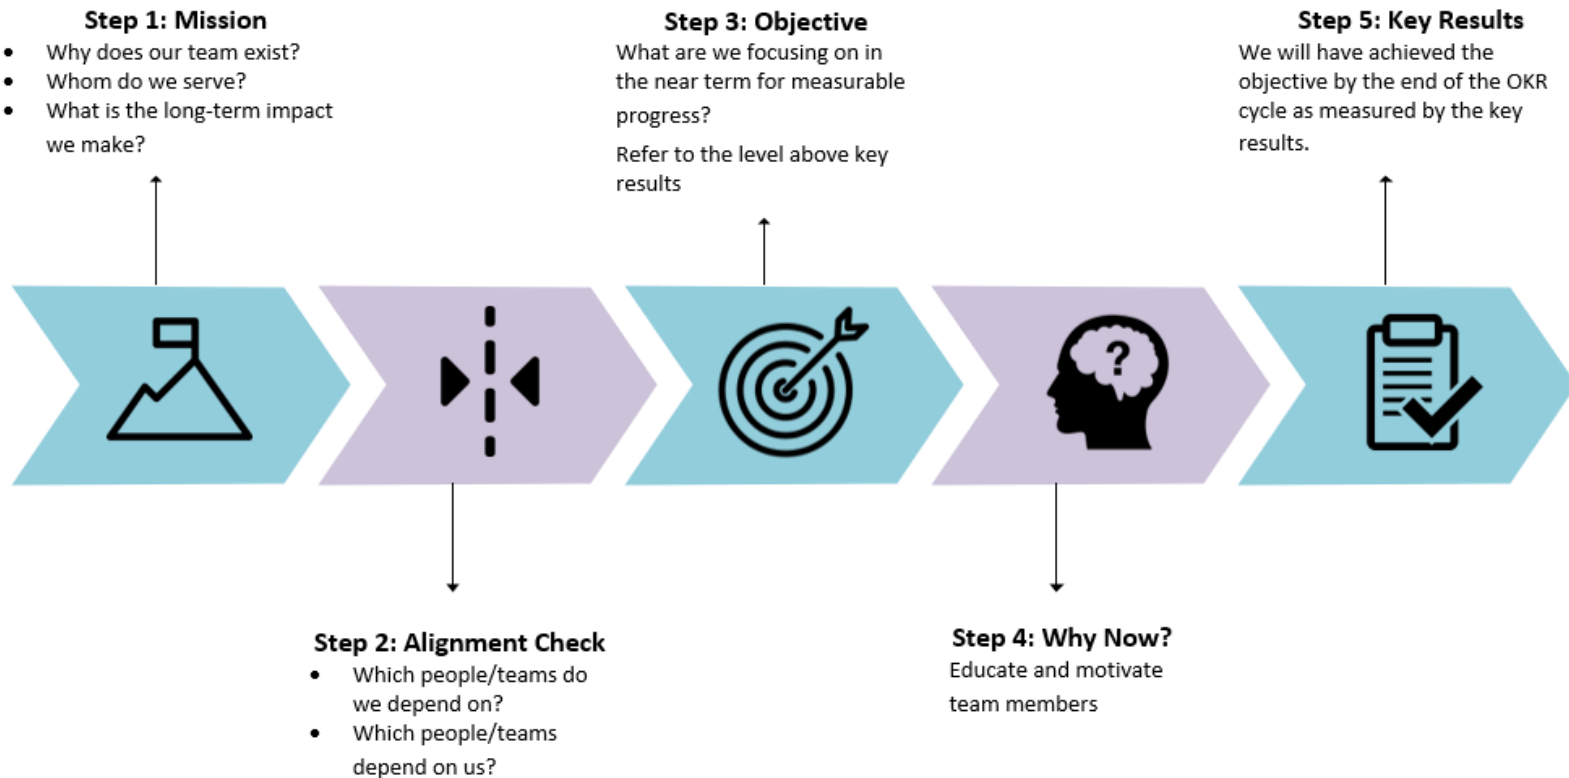 Step 1: Mission
• Why does our team exist?
• Whom do we serve?
• What is the long-term impact
we make?
Step 2: Alignment Check
• Which people/teams do
we depend on?
• Which people/teams
depend on us?
Step 3: Objective
What are we focusing on in
the near term for measurable
progress?
Refer to the level above key
results
?
Step 4: Why Now?
Educate and motivate
team members
Step 5: Key Results
We will have achieved the
objective by the end of the OKR
cycle as measured by the key
results.